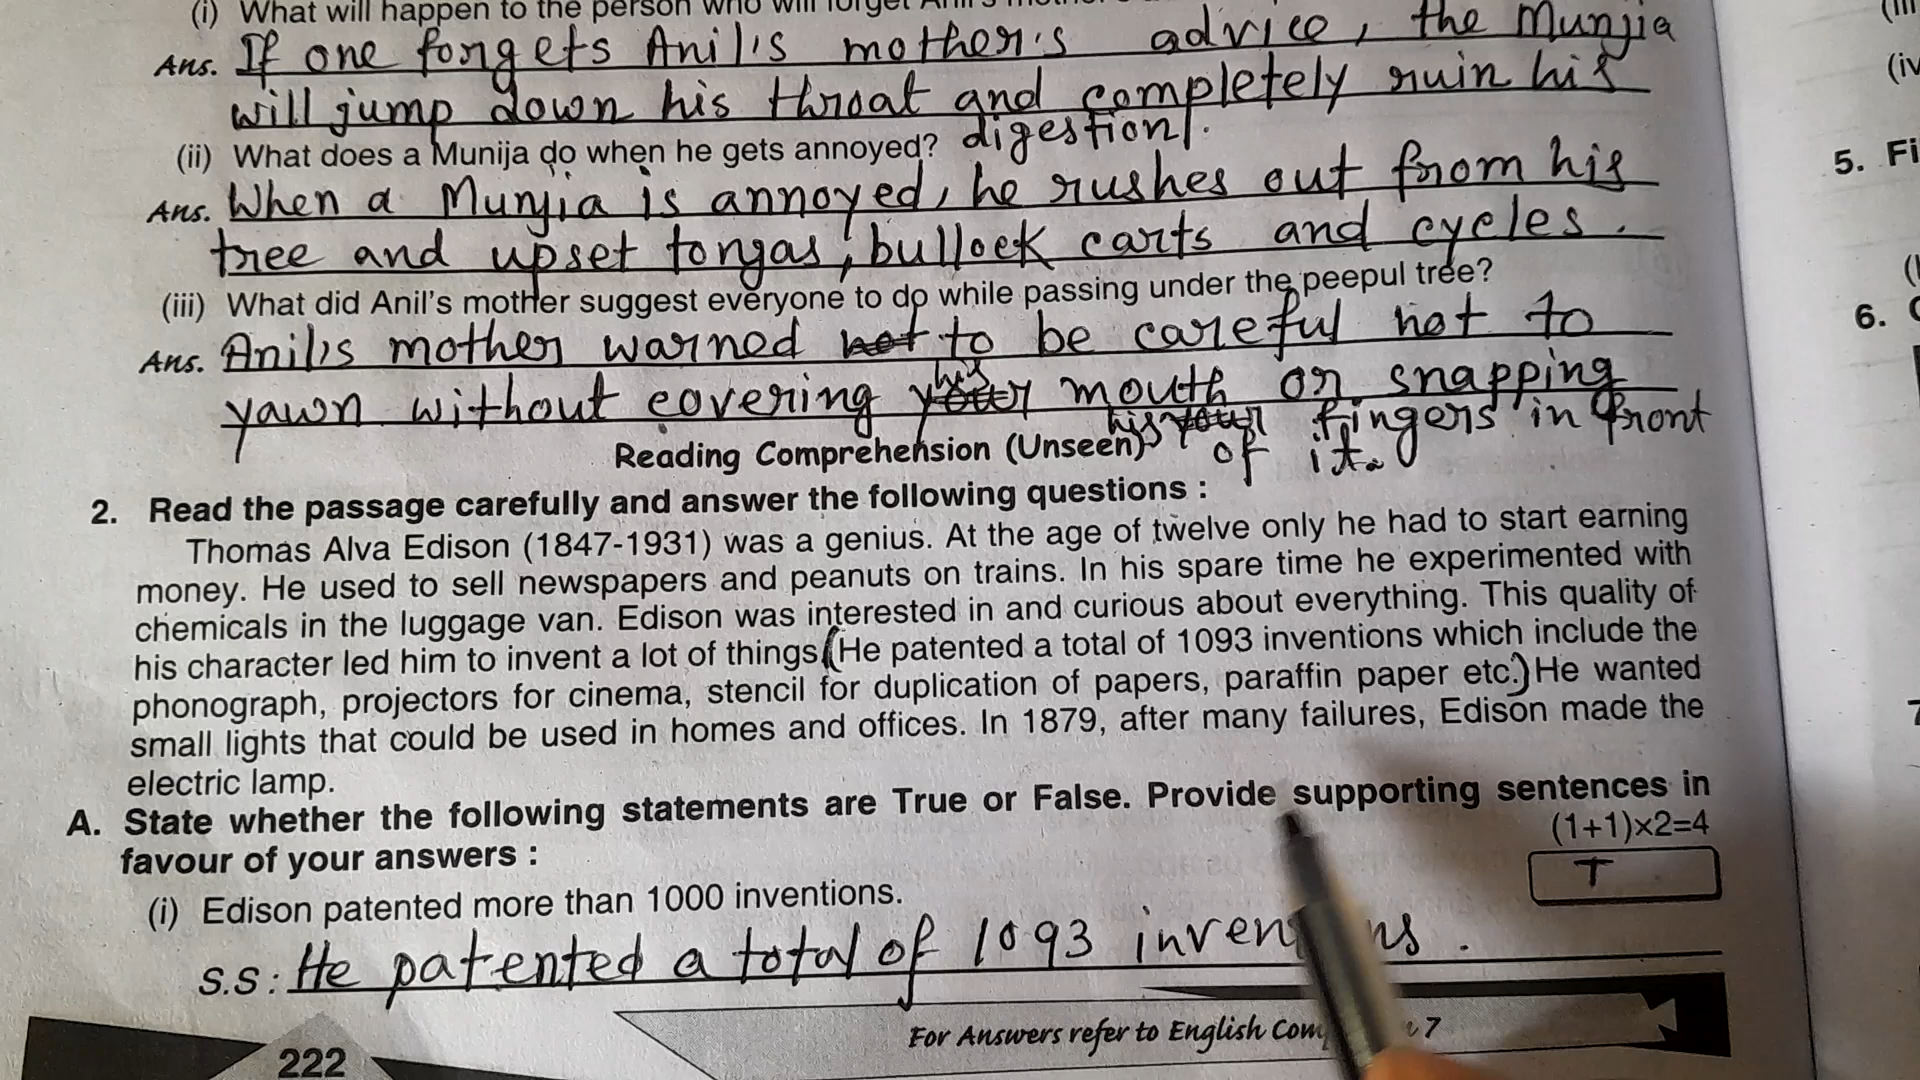 (i) What will happen to the person who will forget Anil's
Ans. If one forgets Anil's mother's advice, the Munjia
will jump down his throat and completely ruin his
digestion.
(ii) What does a Munija do when he gets annoyed?
Ans. When a Munjia is annoyed, he rushes out from his
tree and upset tongas, bullock carts and cycles.
(iii) What did Anil's mother suggest everyone to do while passing under the peepul tree?
Ans. Anil's mother warned not to be careful not to
yawn without covering your his mouth or snapping
his your fingers in front
of it.
Reading Comprehension (Unseen)
2. Read the passage carefully and answer the following questions :
Thomas Alva Edison (1847-1931) was a genius. At the age of twelve only he had to start earning
money. He used to sell newspapers and peanuts on trains. In his spare time he experimented with
chemicals in the luggage van. Edison was interested in and curious about everything. This quality of
his character led him to invent a lot of things (He patented a total of 1093 inventions which include the
phonograph, projectors for cinema, stencil for duplication of papers, paraffin paper etc.) He wanted
small lights that could be used in homes and offices. In 1879, after many failures, Edison made the
electric lamp.
A. State whether the following statements are True or False. Provide supporting sentences in
favour of your answers :
(1+1)×2=4
(i) Edison patented more than 1000 inventions.
T
S.S : He patented a total of 1093
For Answers refer to English 7
222
5. Fi
6.
(iv